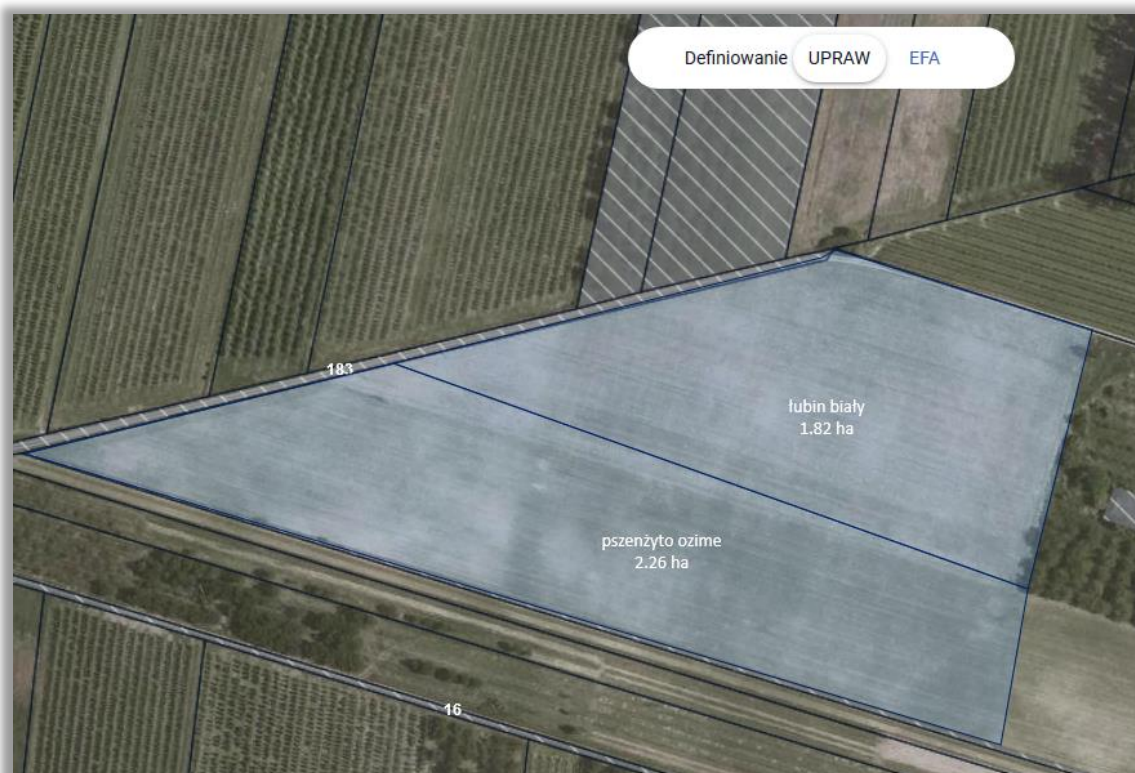 Definiowanie UPRAW EFA
183
łubin biały
1.82 ha
pszenżyto ozime
2.26 ha
16